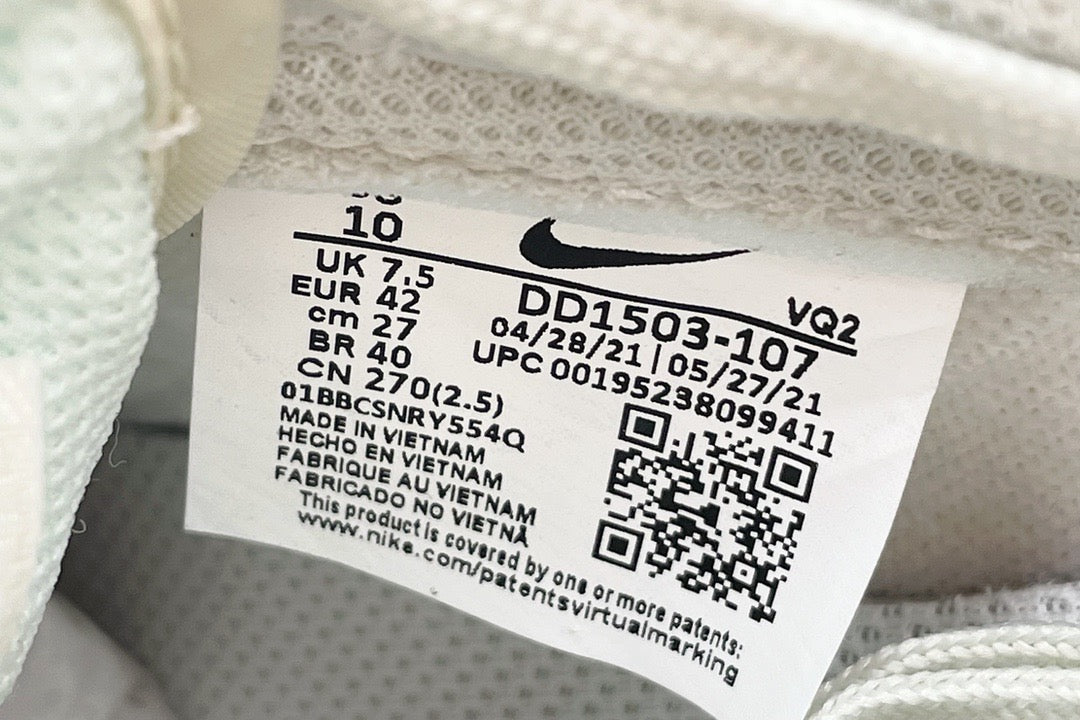 10
UK 7.5
EUR 42
cm 27
BR 40
CN 270(2.5)
01BBCSNRY554Q
MADE IN VIETNAM
HECHO EN VIETNAM
FABRIQUE AU VIETNAM
FABRICADO NO VIETNÃ
This product is covered by one or more patents:
www.nike.com/patentsvirtualmarking
VQ2
DD1503-107
04/28/21 | 05/27/21
UPC 00195238099411